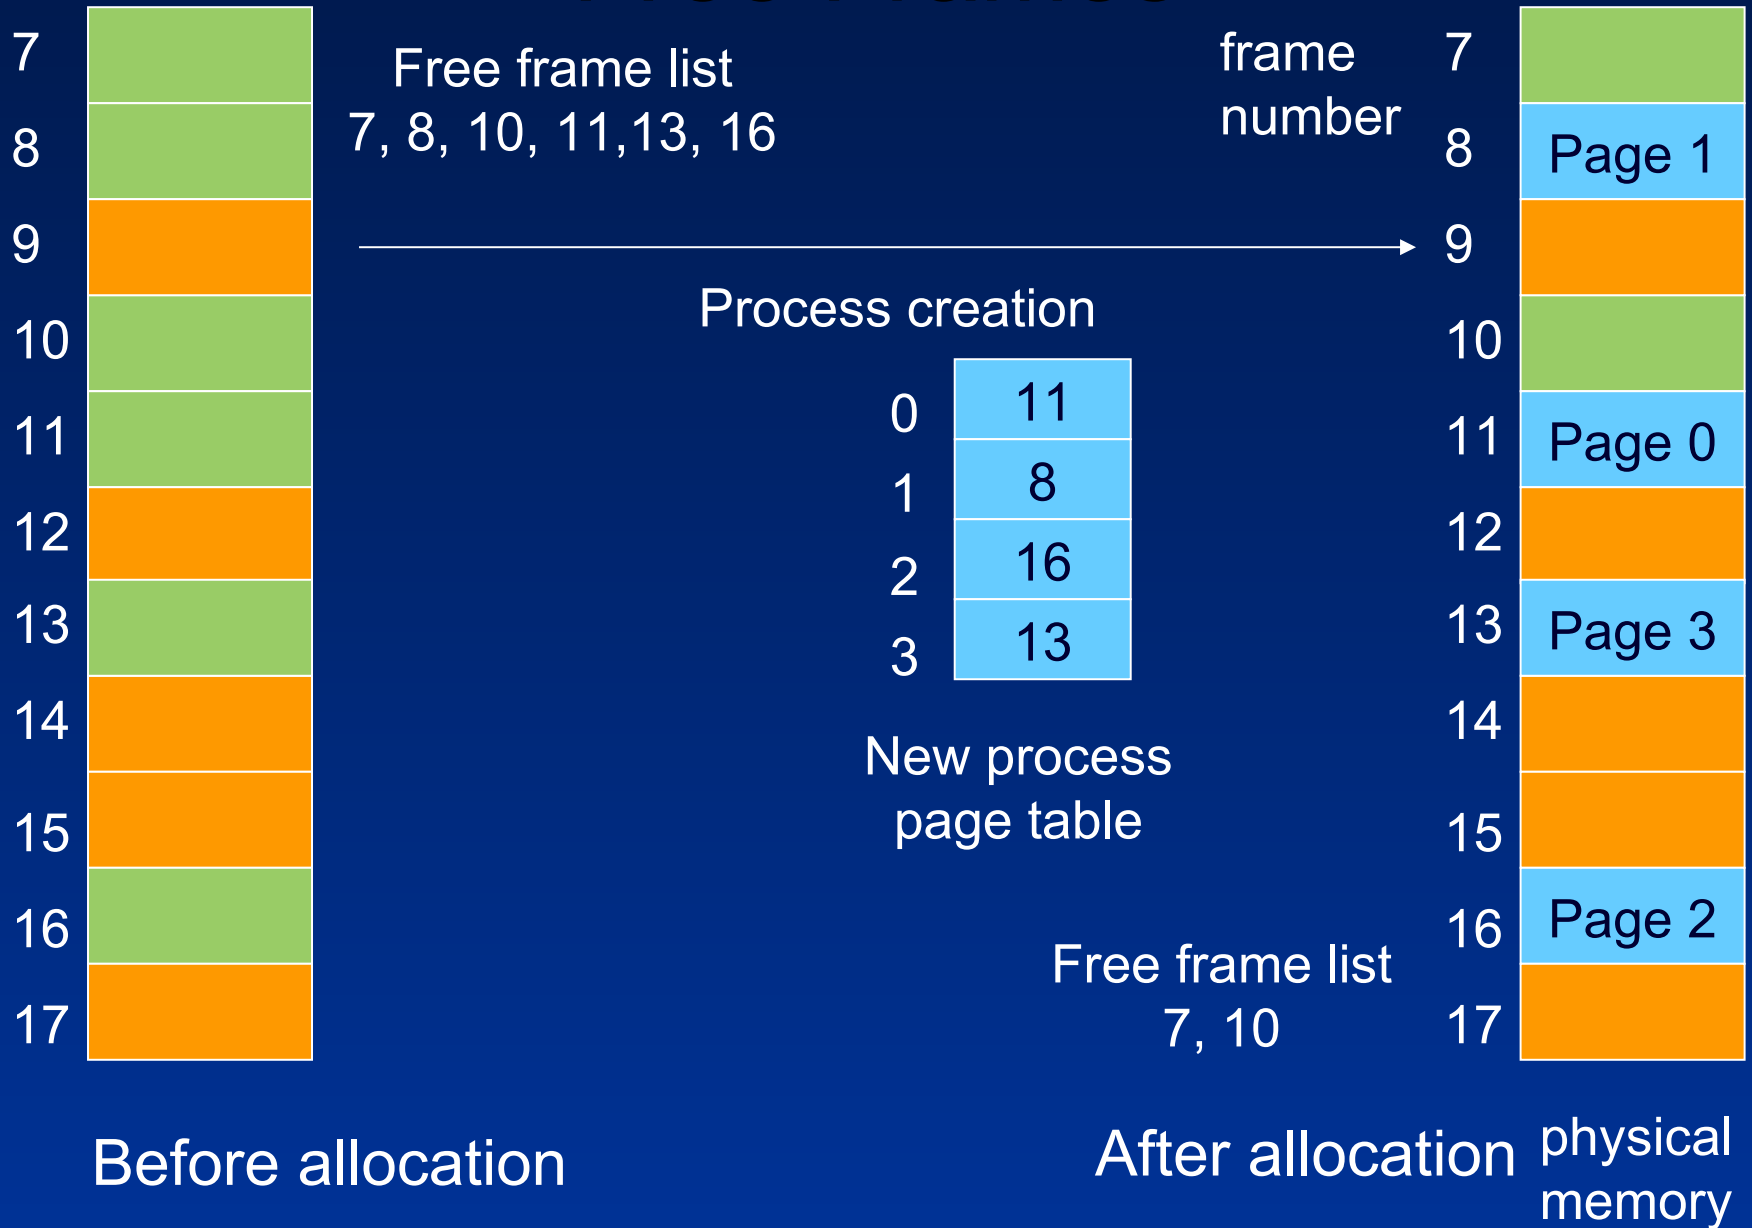 7
8
9
10
11
12
13
14
15
16
17
Free frame list
7, 8, 10, 11,13, 16
Process creation
0 11
1 8
2 16
3 13
New process
page table
Free frame list
7, 10
frame
number
7
8 Page 1
9
10
11 Page 0
12
13 Page 3
14
15
16 Page 2
17
Before allocation
After allocation
physical
memory